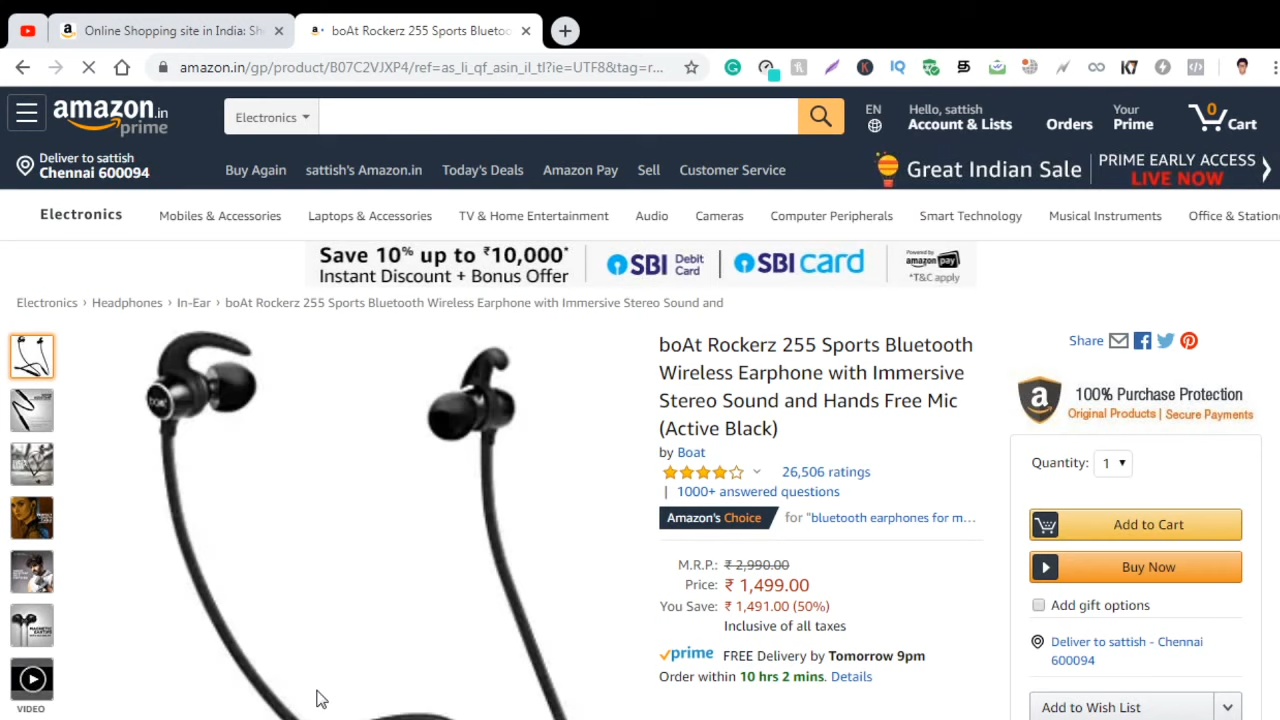 Online Shopping site in India: Sh
boAt Rockerz 255 Sports Bluetoo
amazon.in/gp/product/B07C2VJXP4/ref=as_li_qf_asin_il_tl?ie=UTF8&tag=r...
amazon.in
prime
Electronics
EN
Hello, sattish
Account & Lists
Orders
Your
Prime
0
Cart
Deliver to sattish
Chennai 600094
Buy Again
sattish's Amazon.in
Today's Deals
Amazon Pay
Sell
Customer Service
Great Indian Sale
PRIME EARLY ACCESS
LIVE NOW
Electronics
Mobiles & Accessories
Laptops & Accessories
TV & Home Entertainment
Audio
Cameras
Computer Peripherals
Smart Technology
Musical Instruments
Office & Station
Save 10% up to ₹10,000*
Instant Discount + Bonus Offer
SBI Debit Card
SBI card
Powered by
amazon pay
*T&C apply
Electronics › Headphones › In-Ear › boAt Rockerz 255 Sports Bluetooth Wireless Earphone with Immersive Stereo Sound and
boAt
VIDEO
boAt Rockerz 255 Sports Bluetooth
Wireless Earphone with Immersive
Stereo Sound and Hands Free Mic
(Active Black)
by Boat
26,506 ratings
| 1000+ answered questions
Amazon's Choice for "bluetooth earphones for m...
M.R.P.: ₹ 2,990.00
Price: ₹ 1,499.00
You Save: ₹ 1,491.00 (50%)
Inclusive of all taxes
prime FREE Delivery by Tomorrow 9pm
Order within 10 hrs 2 mins. Details
Share
100% Purchase Protection
Original Products | Secure Payments
Quantity: 1
Add to Cart
Buy Now
Add gift options
Deliver to sattish - Chennai
600094
Add to Wish List